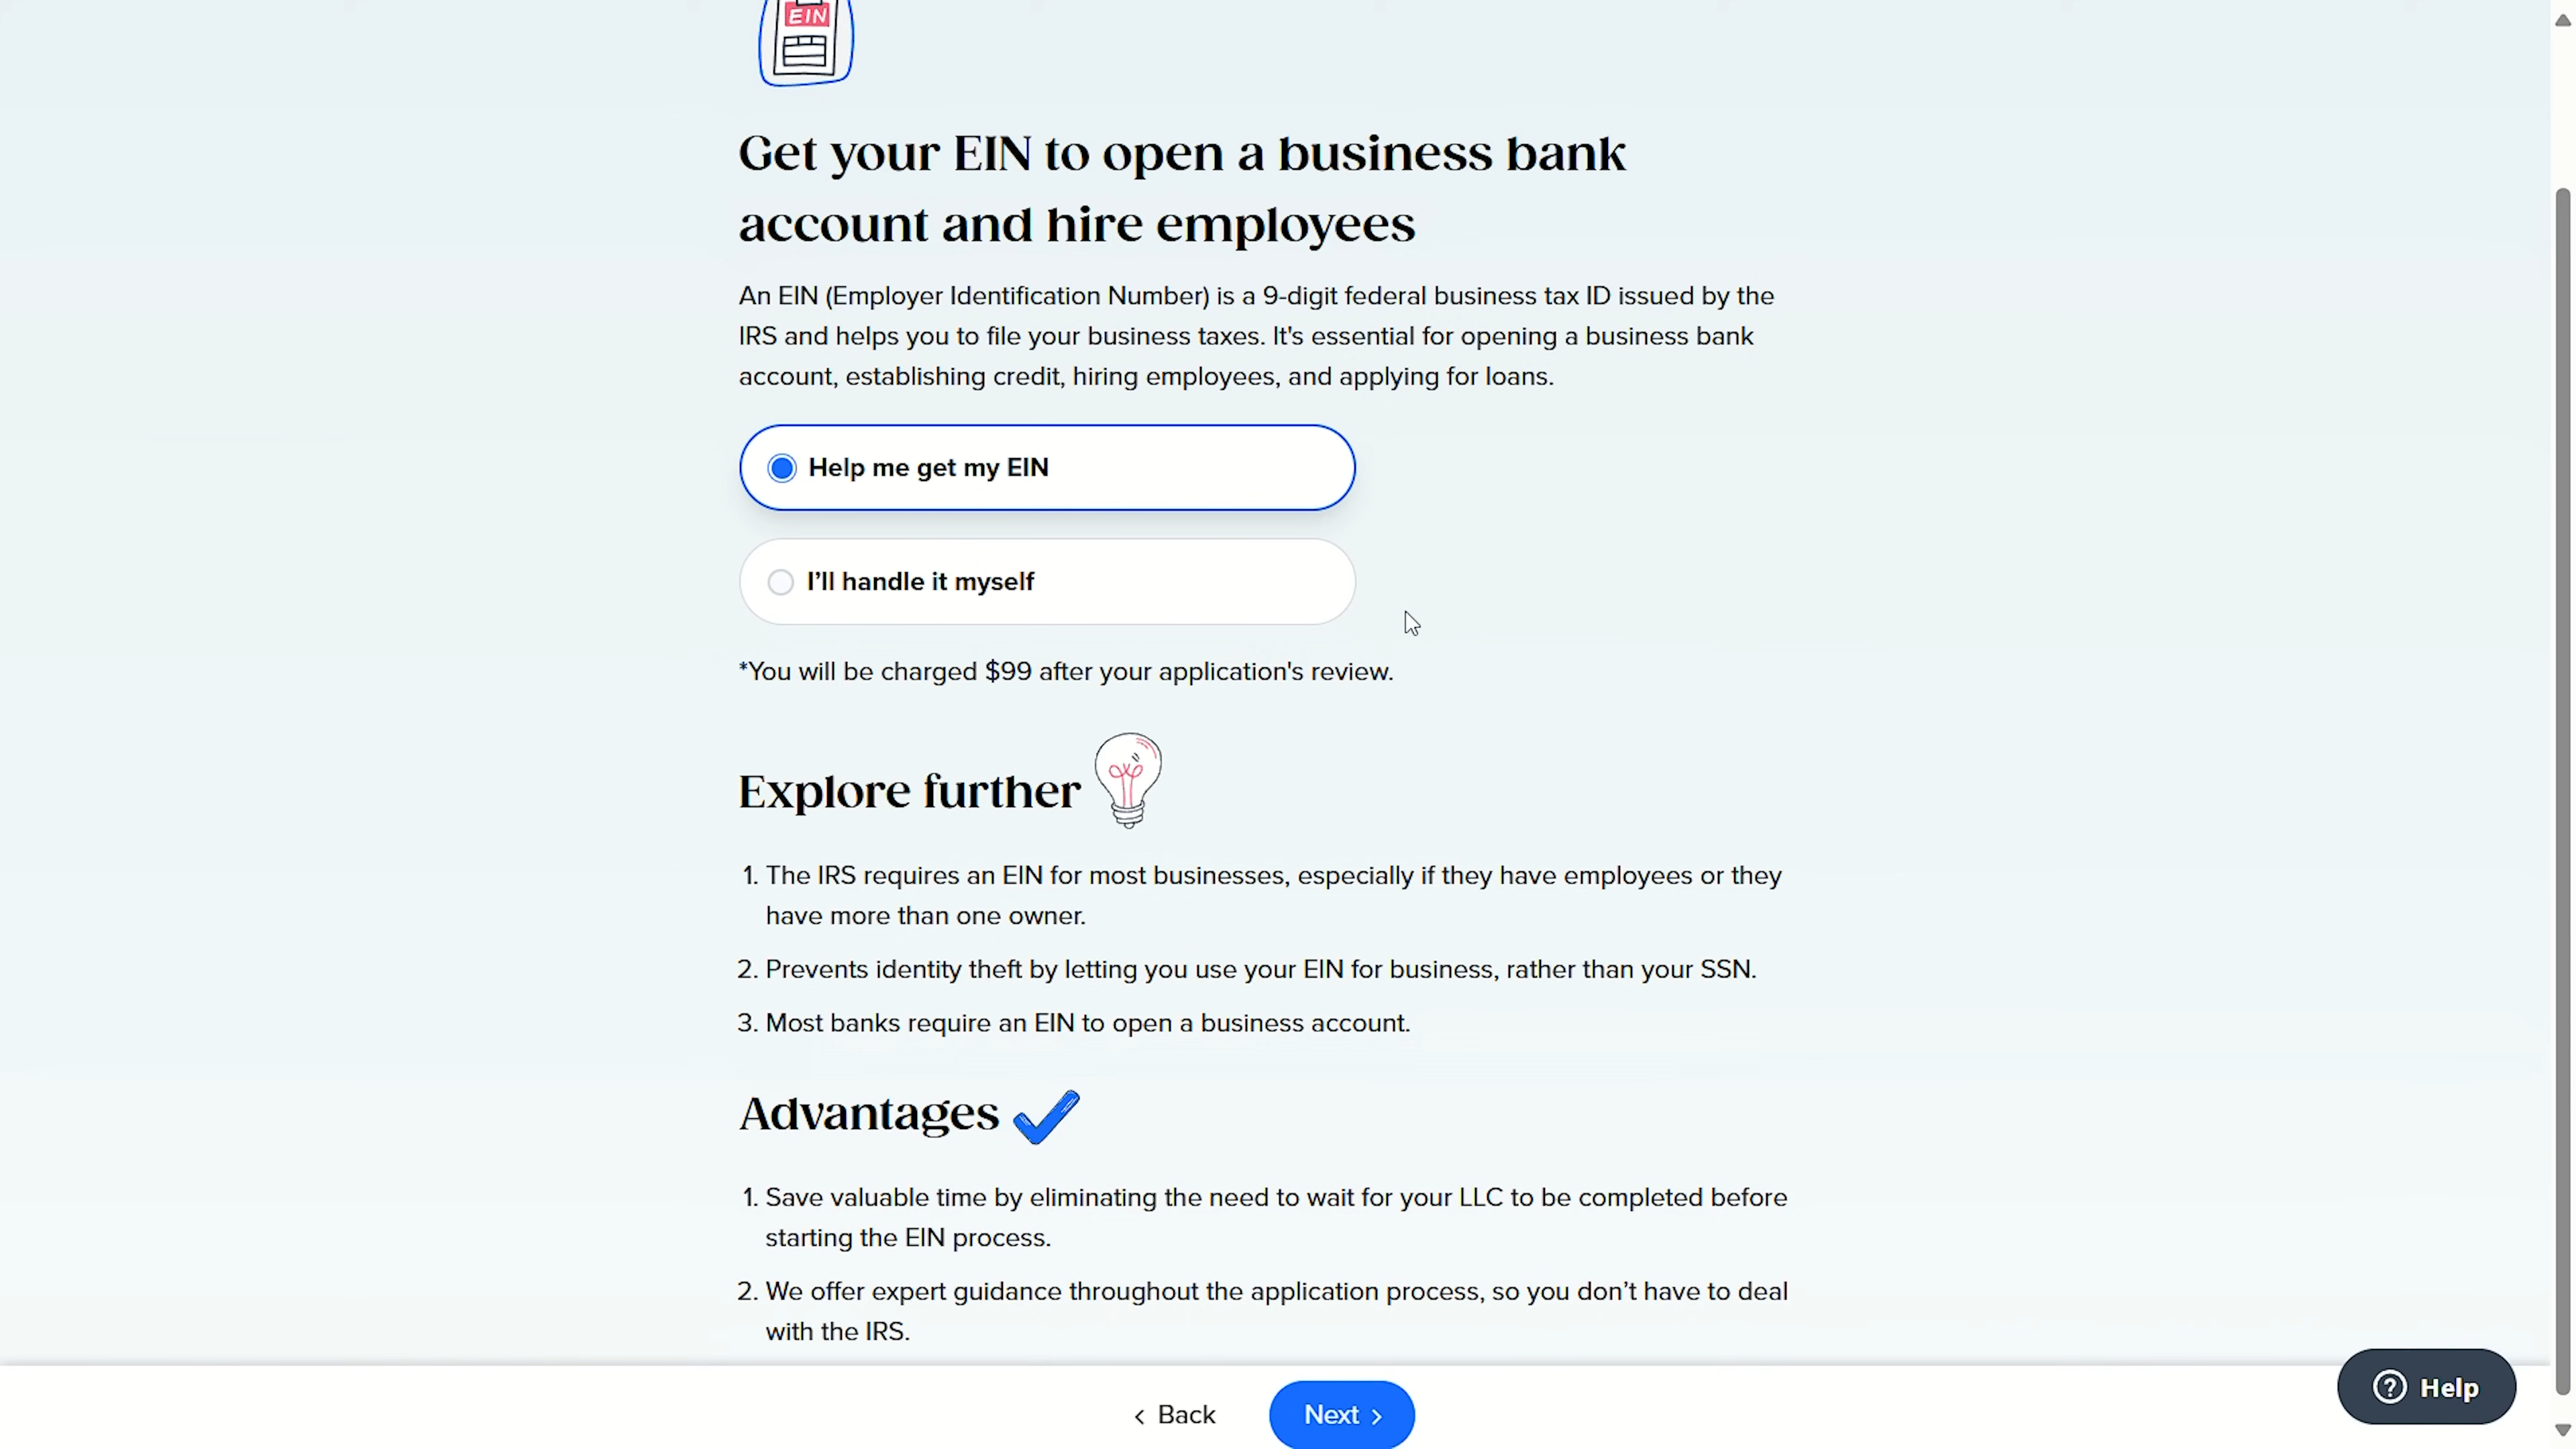 EIN
Get your EIN to open a business bank
account and hire employees
An EIN (Employer Identification Number) is a 9-digit federal business tax ID issued by the
IRS and helps you to file your business taxes. It's essential for opening a business bank
account, establishing credit, hiring employees, and applying for loans.
Help me get my EIN
I’ll handle it myself
*You will be charged $99 after your application's review.
Explore further
1. The IRS requires an EIN for most businesses, especially if they have employees or they
have more than one owner.
2. Prevents identity theft by letting you use your EIN for business, rather than your SSN.
3. Most banks require an EIN to open a business account.
Advantages
1. Save valuable time by eliminating the need to wait for your LLC to be completed before
starting the EIN process.
2. We offer expert guidance throughout the application process, so you don’t have to deal
with the IRS.
‹ Back
Next ›
? Help